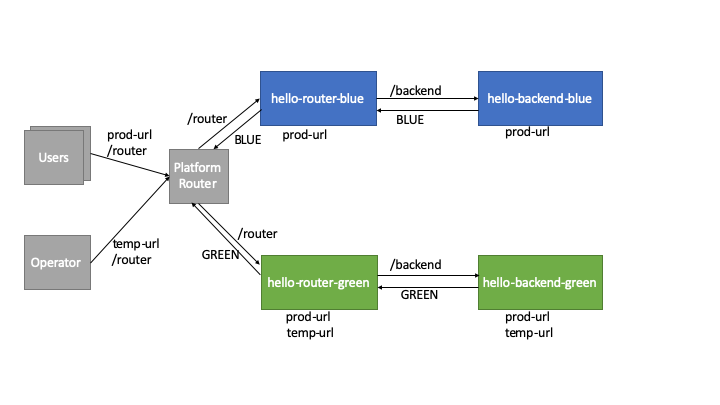 hello-router-blue
/backend
hello-backend-blue
/router
BLUE
prod-url
prod-url
prod-url
/router
BLUE
Users
Platform
Router
temp-url
/router
/router
GREEN
Operator
hello-router-green
/backend
hello-backend-green
GREEN
prod-url
temp-url
prod-url
temp-url